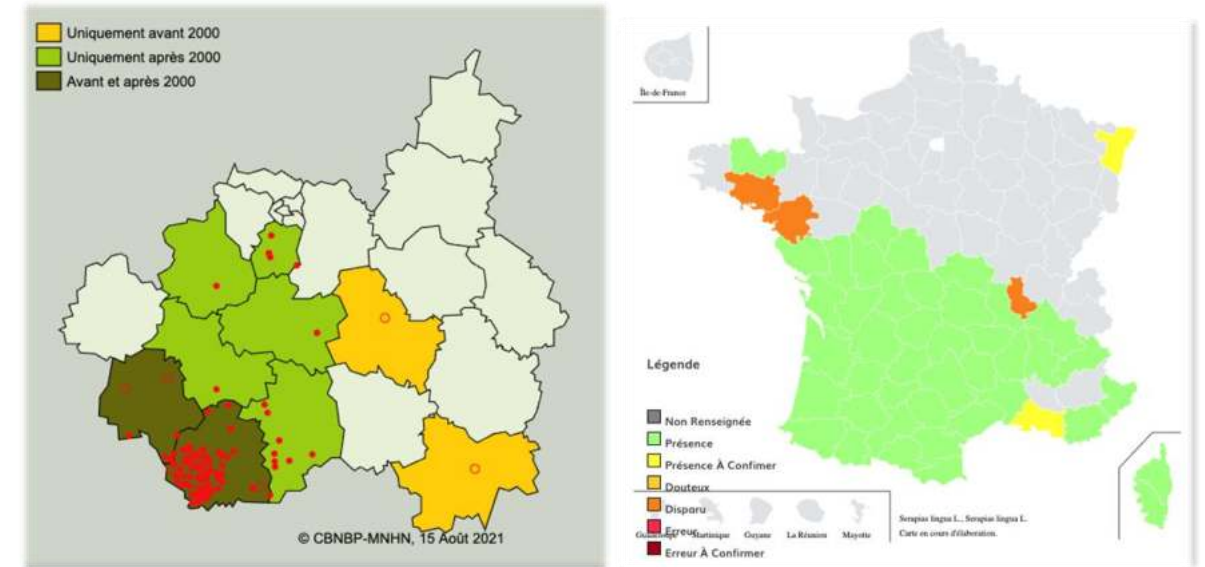 Uniquement avant 2000
Uniquement après 2000
Avant et après 2000
© CBNBP-MNHN, 15 Août 2021
Île-de-France
Légende
Non Renseignée
Présence
Présence À Confimer
Douteux
Disparu
Erreur
Erreur À Confirmer
Martinique
Guyane
La Réunion
Mayotte
Serapias lingua L., Serapias lingua L.
Carte en cours d'élaboration.